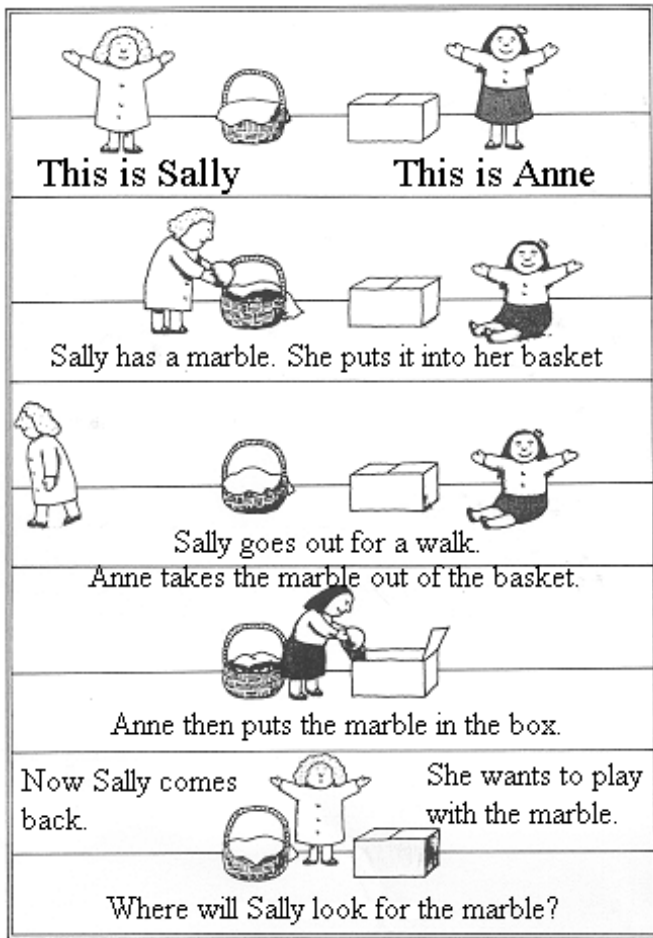 This is Sally
This is Anne
Sally has a marble. She puts it into her basket
Sally goes out for a walk.
Anne takes the marble out of the basket.
Anne then puts the marble in the box.
Now Sally comes
back.
She wants to play
with the marble.
Where will Sally look for the marble?